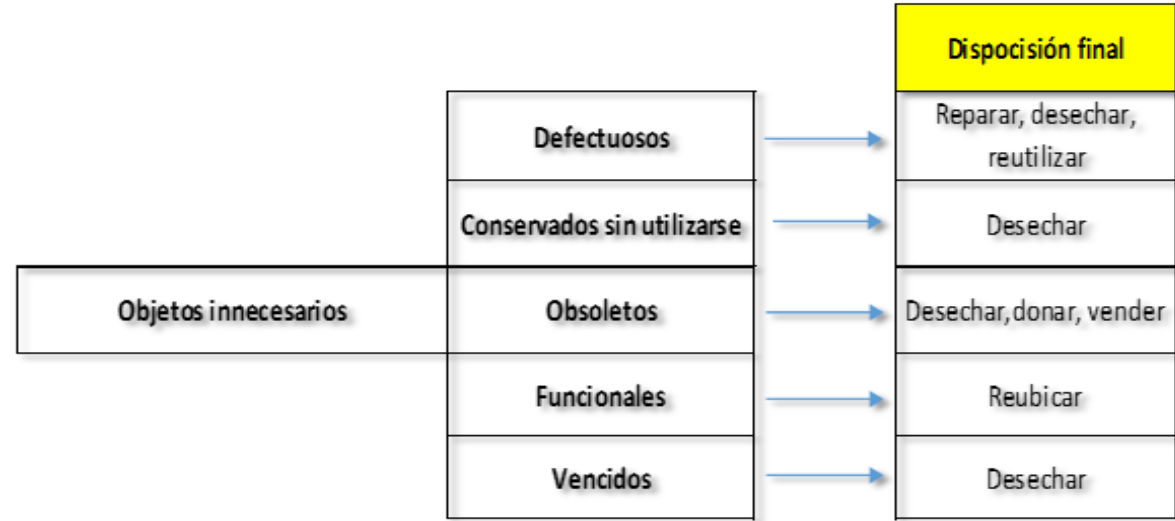 Dispocisión final
Defectuosos
Reparar, desechar,
reutilizar
Conservados sin utilizarse
Desechar
Objetos innecesarios
Obsoletos
Desechar,donar, vender
Funcionales
Reubicar
Vencidos
Desechar